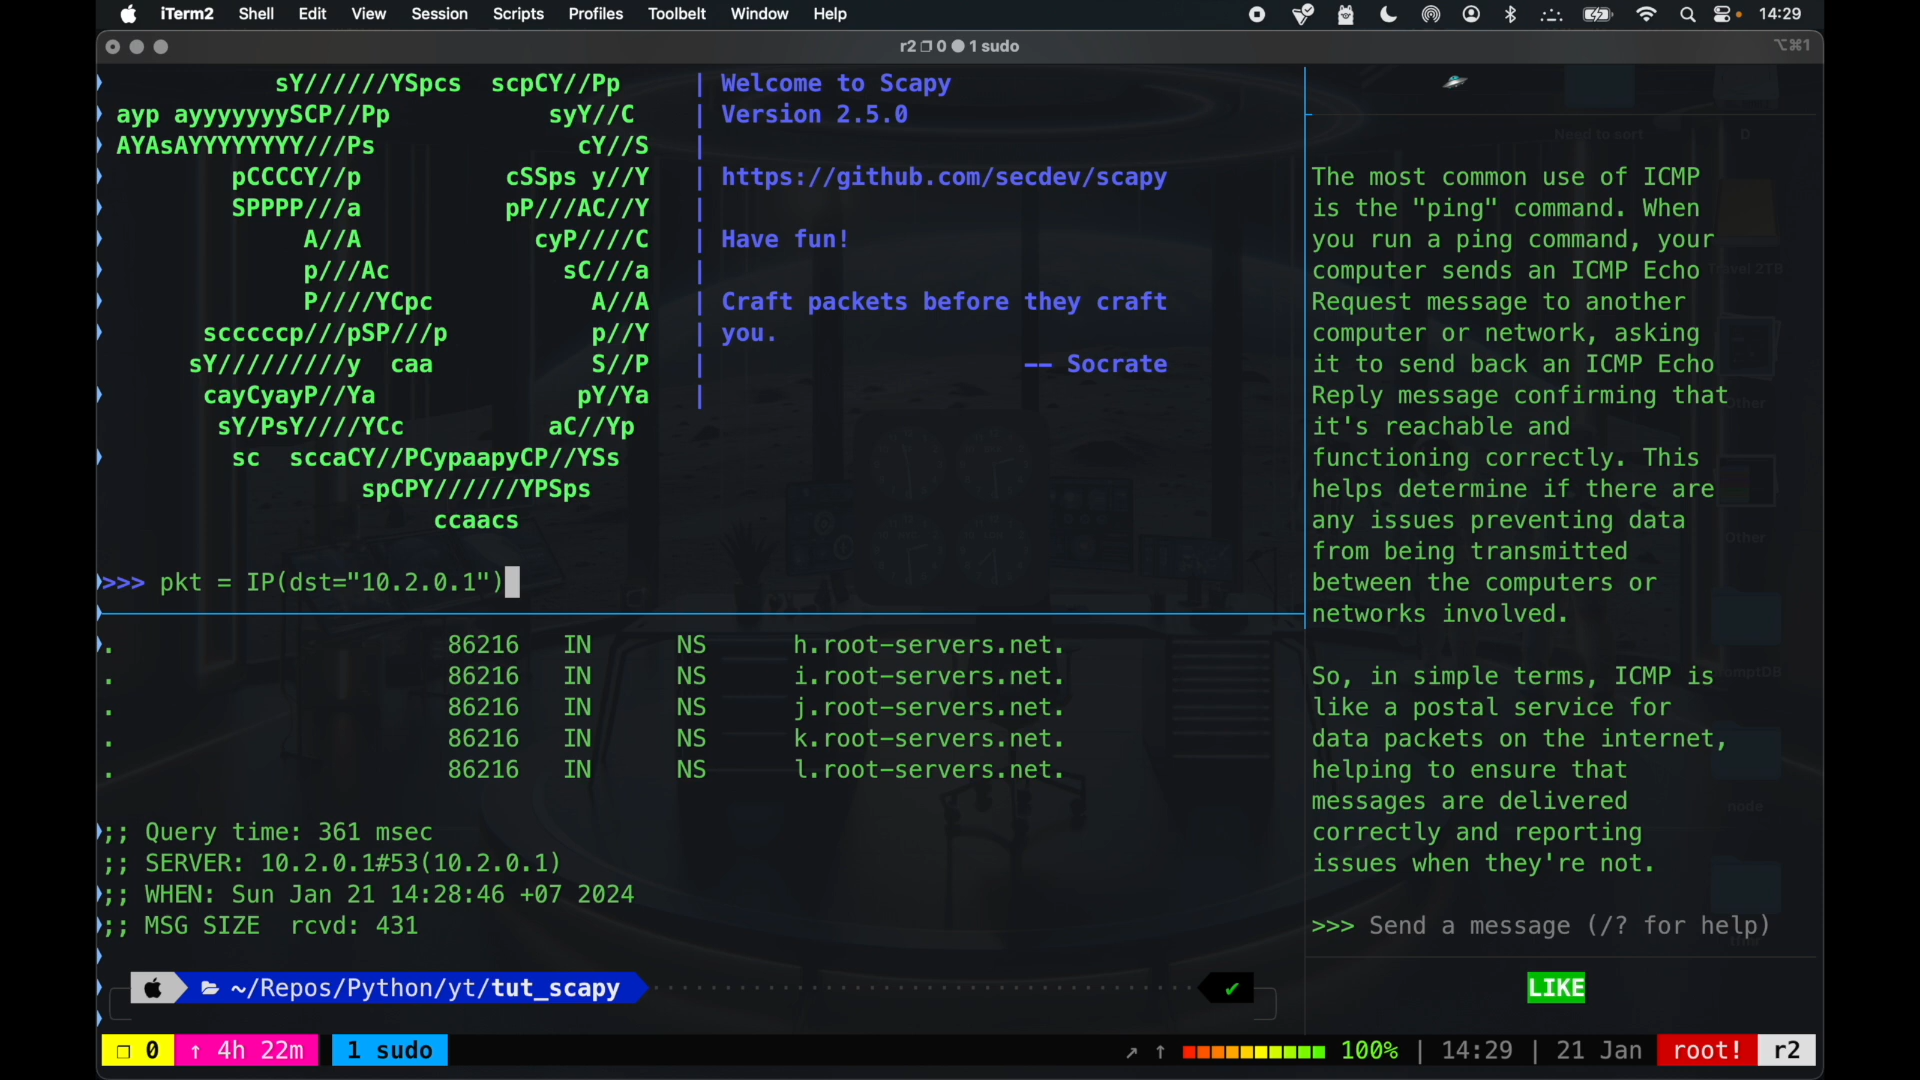 iTerm2 Shell Edit View Session Scripts Profiles Toolbelt Window Help 14:29
r2 0 1 sudo ⌥⌘1
sY//////YSpcs  scpCY//Pp | Welcome to Scapy
ayp ayyyyyyySCP//Pp           syY//C | Version 2.5.0
AYAsAYYYYYYYY///Ps              cY//S |
pCCCCY//p          cSSps y//Y | https://github.com/secdev/scapy
SPPPP///a          pP///AC//Y |
A//A            cyP////C | Have fun!
p///Ac            sC///a |
P////YCpc           A//A | Craft packets before they craft
scccccp///pSP///p          p//Y | you.
sY/////////y  caa           S//P | -- Socrate
cayCyayP//Ya              pY/Ya |
sY/PsY////YCc          aC//Yp
sc  sccaCY//PCypaapyCP//YSs
spCPY//////YPSps
ccaacs
>>> pkt = IP(dst="10.2.0.1")
. 86216 IN NS h.root-servers.net.
. 86216 IN NS i.root-servers.net.
. 86216 IN NS j.root-servers.net.
. 86216 IN NS k.root-servers.net.
. 86216 IN NS l.root-servers.net.
;; Query time: 361 msec
;; SERVER: 10.2.0.1#53(10.2.0.1)
;; WHEN: Sun Jan 21 14:28:46 +07 2024
;; MSG SIZE  rcvd: 431
~/Repos/Python/yt/tut_scapy ✔
The most common use of ICMP
is the "ping" command. When
you run a ping command, your
computer sends an ICMP Echo
Request message to another
computer or network, asking
it to send back an ICMP Echo
Reply message confirming that
it's reachable and
functioning correctly. This
helps determine if there are
any issues preventing data
from being transmitted
between the computers or
networks involved.
So, in simple terms, ICMP is
like a postal service for
data packets on the internet,
helping to ensure that
messages are delivered
correctly and reporting
issues when they're not.
>>> Send a message (/? for help)
LIKE
Need to sort
D
Travel 2TB
Other
Other
node
0 ↑ 4h 22m 1 sudo ↗ ↑ 100% | 14:29 | 21 Jan root! r2